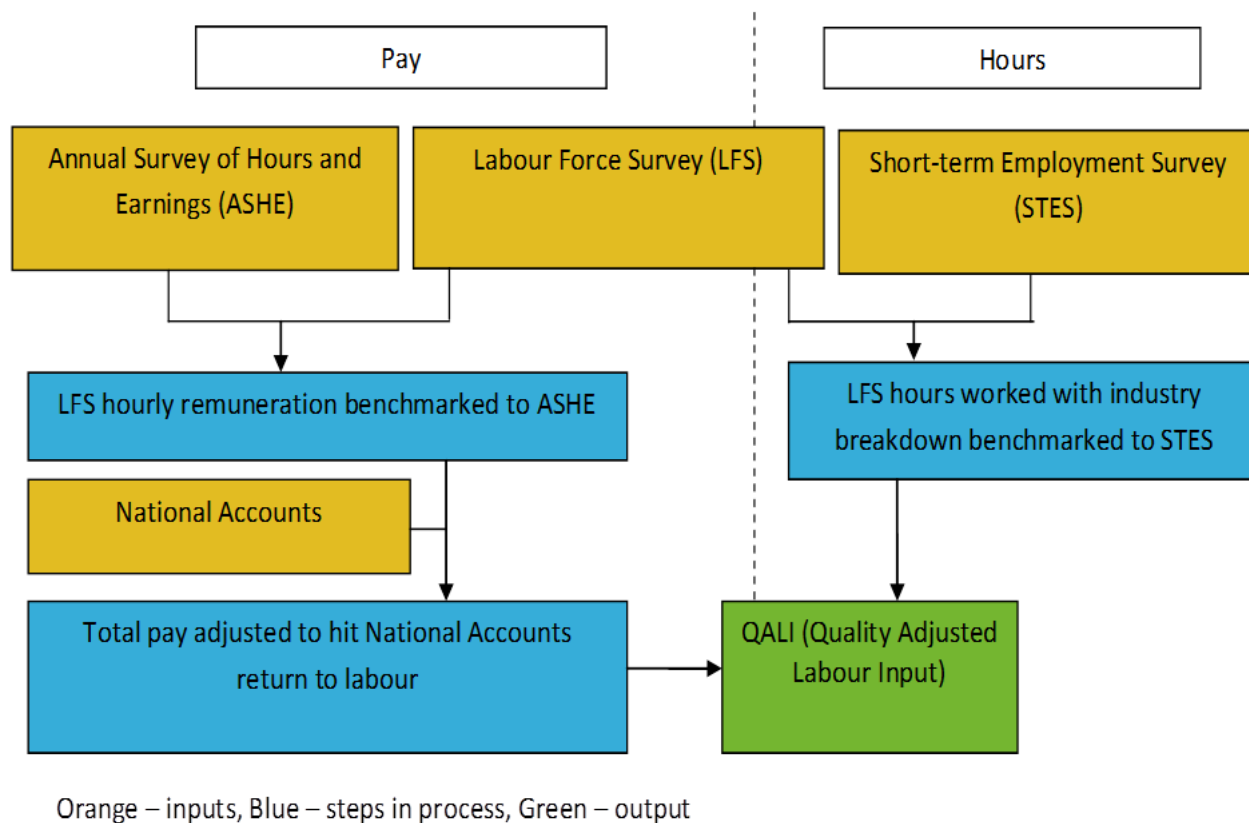 Pay
Hours
Annual Survey of Hours and
Earnings (ASHE)
Labour Force Survey (LFS)
Short-term Employment Survey
(STES)
LFS hourly remuneration benchmarked to ASHE
LFS hours worked with industry
breakdown benchmarked to STES
National Accounts
Total pay adjusted to hit National Accounts
return to labour
QALI (Quality Adjusted
Labour Input)
Orange – inputs, Blue – steps in process, Green – output